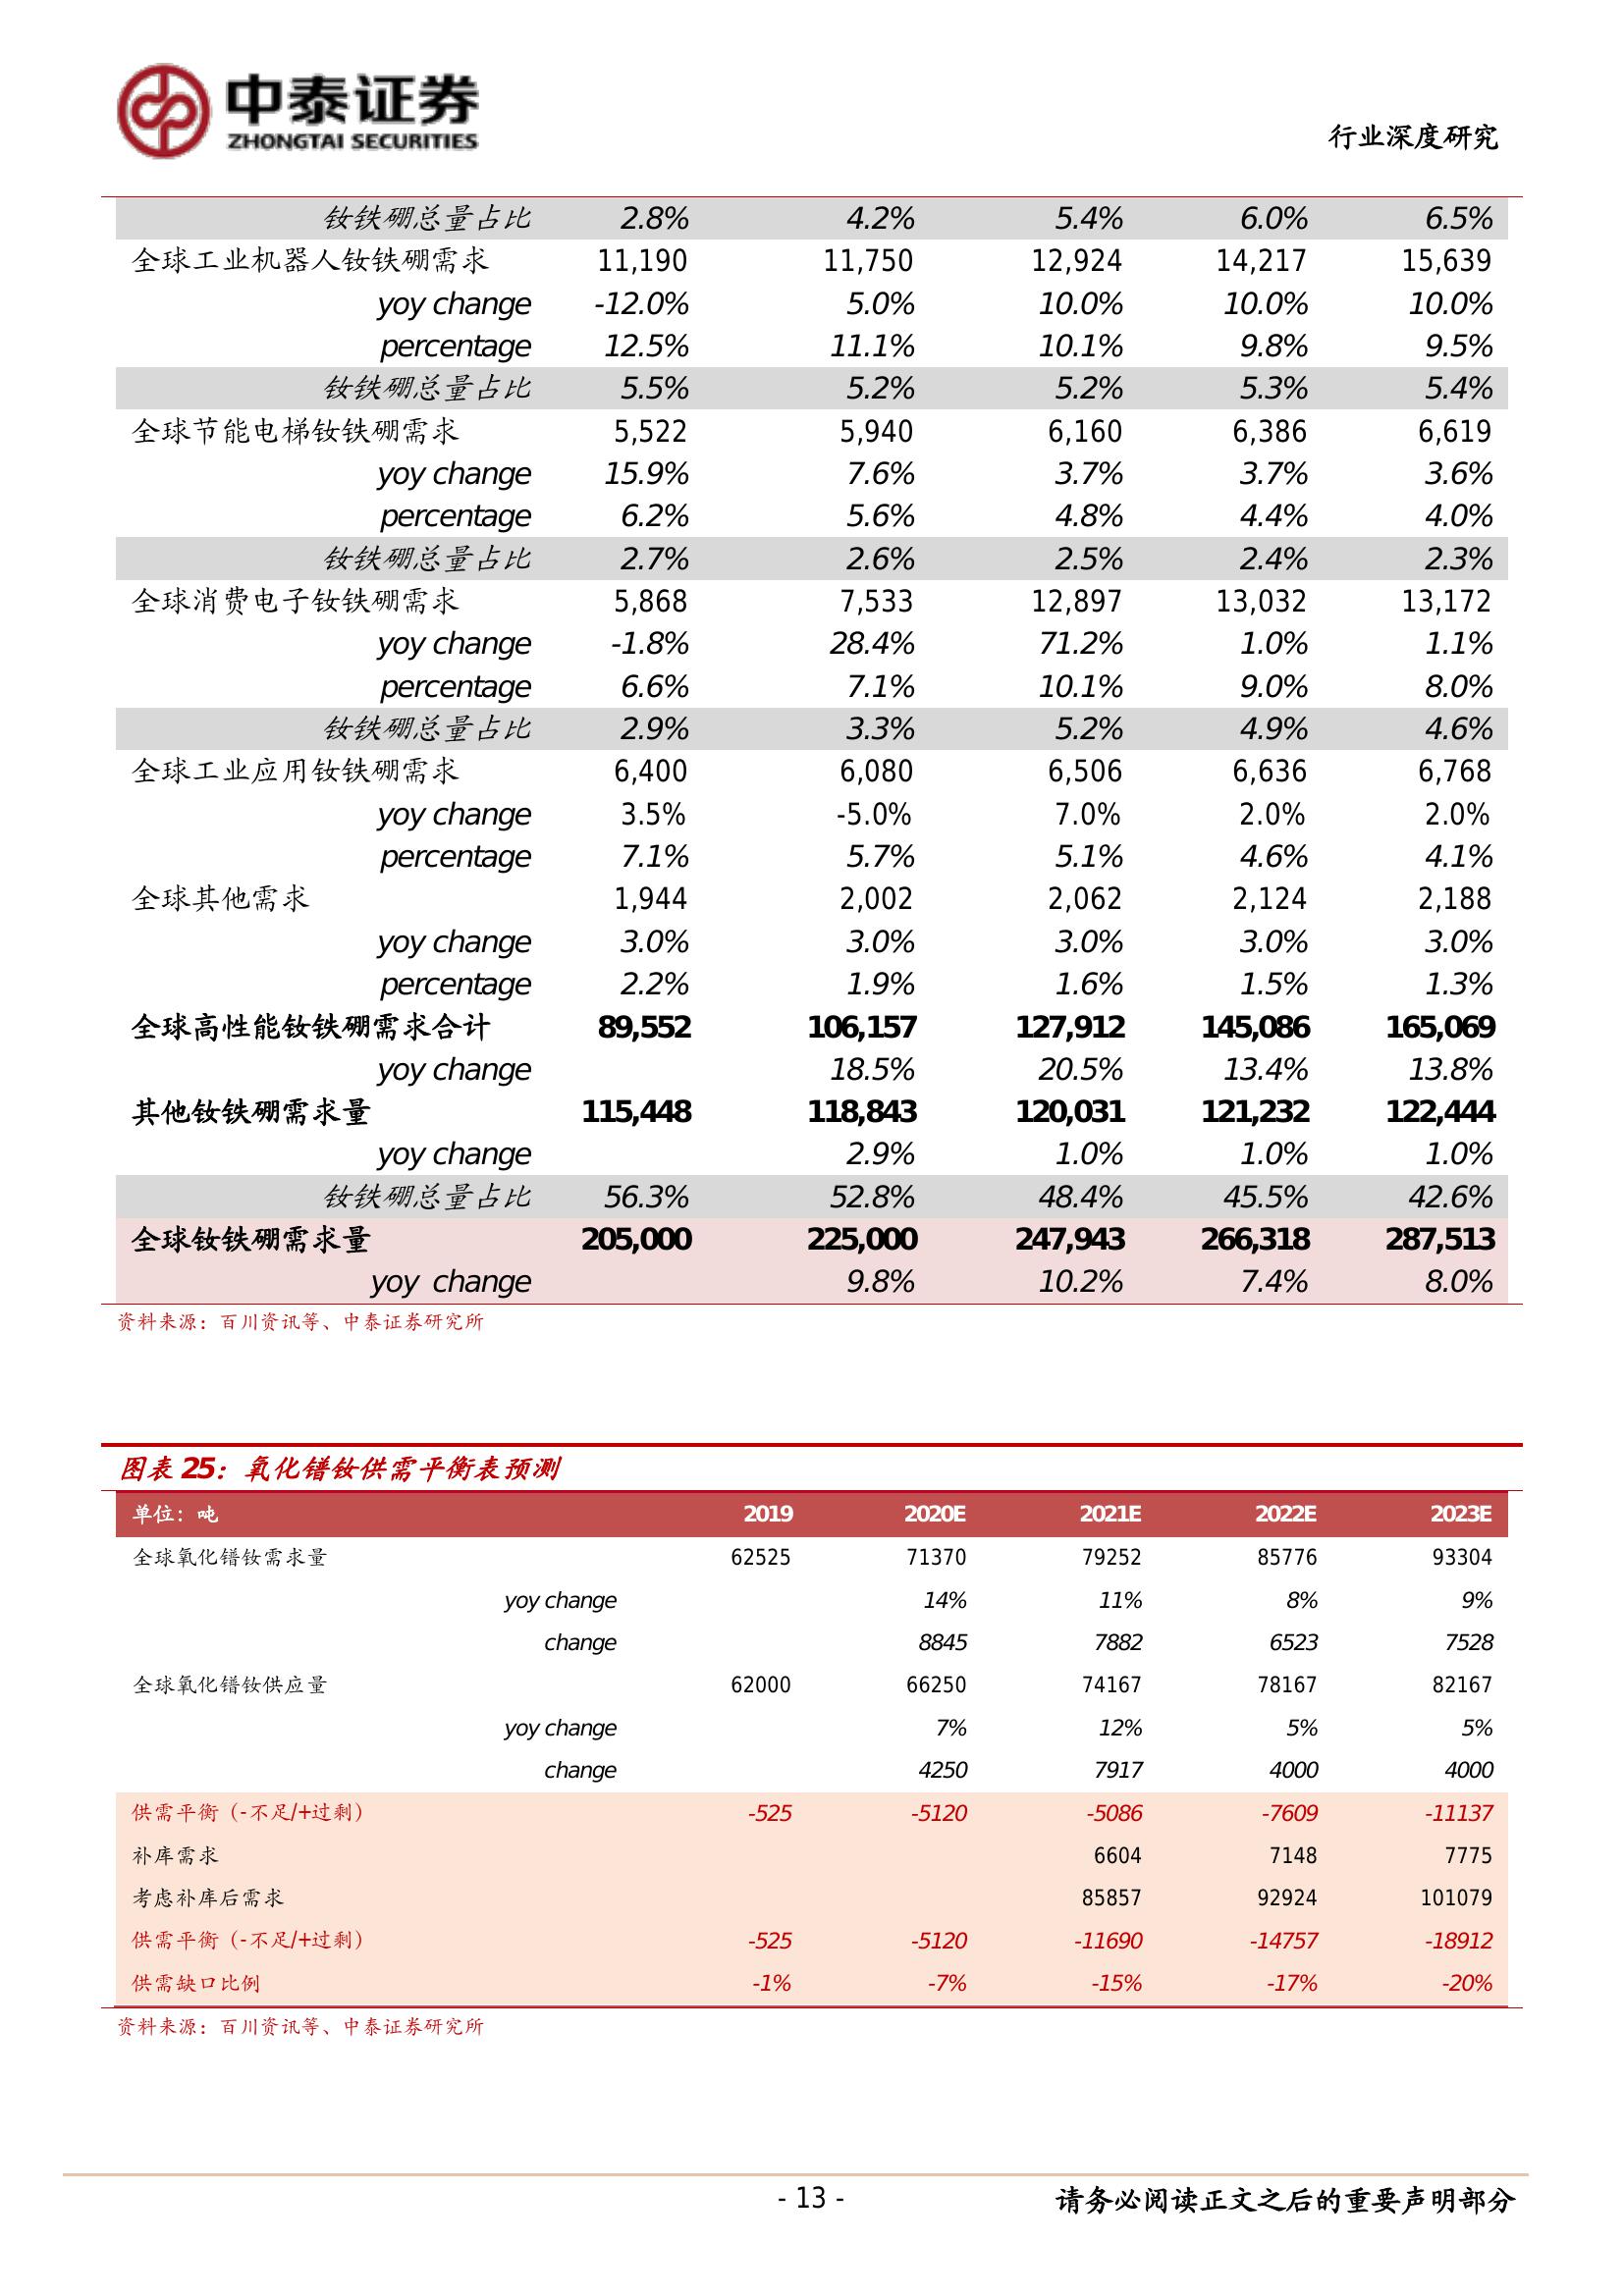 中泰证券
ZHONGTAI SECURITIES
行业深度研究
钕铁硼总量占比 2.8% 4.2% 5.4% 6.0% 6.5%
全球工业机器人钕铁硼需求 11,190 11,750 12,924 14,217 15,639
yoy change -12.0% 5.0% 10.0% 10.0% 10.0%
percentage 12.5% 11.1% 10.1% 9.8% 9.5%
钕铁硼总量占比 5.5% 5.2% 5.2% 5.3% 5.4%
全球节能电梯钕铁硼需求 5,522 5,940 6,160 6,386 6,619
yoy change 15.9% 7.6% 3.7% 3.7% 3.6%
percentage 6.2% 5.6% 4.8% 4.4% 4.0%
钕铁硼总量占比 2.7% 2.6% 2.5% 2.4% 2.3%
全球消费电子钕铁硼需求 5,868 7,533 12,897 13,032 13,172
yoy change -1.8% 28.4% 71.2% 1.0% 1.1%
percentage 6.6% 7.1% 10.1% 9.0% 8.0%
钕铁硼总量占比 2.9% 3.3% 5.2% 4.9% 4.6%
全球工业应用钕铁硼需求 6,400 6,080 6,506 6,636 6,768
yoy change 3.5% -5.0% 7.0% 2.0% 2.0%
percentage 7.1% 5.7% 5.1% 4.6% 4.1%
全球其他需求 1,944 2,002 2,062 2,124 2,188
yoy change 3.0% 3.0% 3.0% 3.0% 3.0%
percentage 2.2% 1.9% 1.6% 1.5% 1.3%
全球高性能钕铁硼需求合计 89,552 106,157 127,912 145,086 165,069
yoy change 18.5% 20.5% 13.4% 13.8%
其他钕铁硼需求量 115,448 118,843 120,031 121,232 122,444
yoy change 2.9% 1.0% 1.0% 1.0%
钕铁硼总量占比 56.3% 52.8% 48.4% 45.5% 42.6%
全球钕铁硼需求量 205,000 225,000 247,943 266,318 287,513
yoy change 9.8% 10.2% 7.4% 8.0%
资料来源：百川资讯等、中泰证券研究所
图表 25：氧化镨钕供需平衡表预测
单位：吨 2019 2020E 2021E 2022E 2023E
全球氧化镨钕需求量 62525 71370 79252 85776 93304
yoy change 14% 11% 8% 9%
change 8845 7882 6523 7528
全球氧化镨钕供应量 62000 66250 74167 78167 82167
yoy change 7% 12% 5% 5%
change 4250 7917 4000 4000
供需平衡（-不足/+过剩） -525 -5120 -5086 -7609 -11137
补库需求 6604 7148 7775
考虑补库后需求 85857 92924 101079
供需平衡（-不足/+过剩） -525 -5120 -11690 -14757 -18912
供需缺口比例 -1% -7% -15% -17% -20%
资料来源：百川资讯等、中泰证券研究所
- 13 -
请务必阅读正文之后的重要声明部分